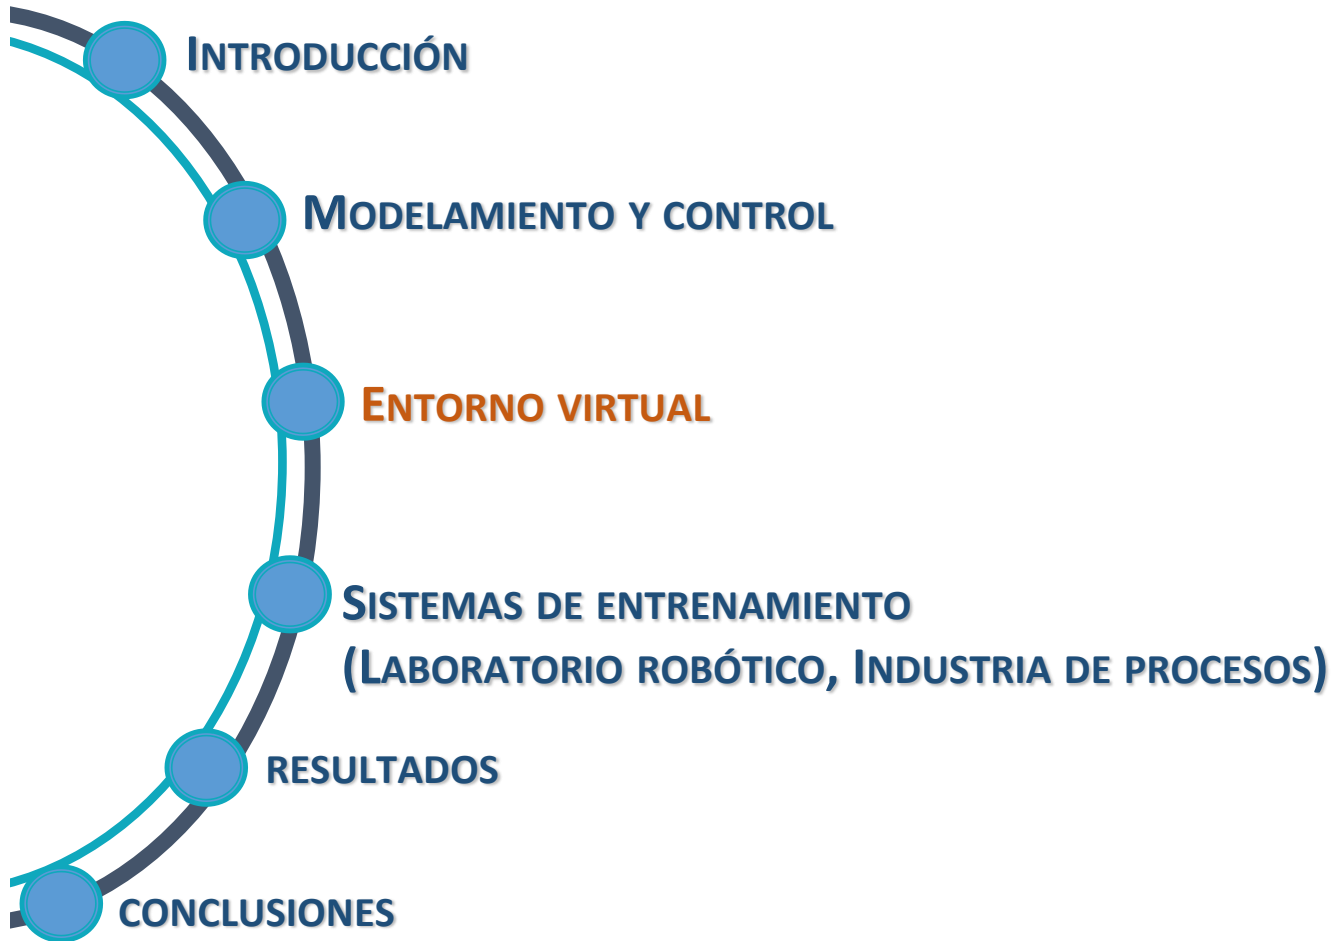 Introducción
Modelamiento y control
Entorno virtual
Sistemas de entrenamiento
(Laboratorio robótico, Industria de procesos)
resultados
conclusiones